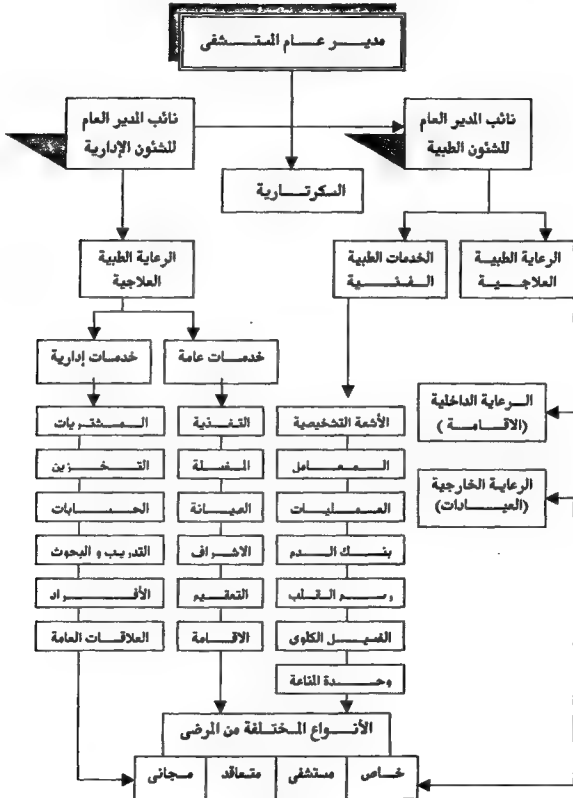 مدير عام المستشفى
نائب المدير العام
للشئون الطبية
نائب المدير العام
للشئون الإدارية
السكرتارية
الرعاية الطبية
العلاجية
الخدمات الطبية
الفنية
الرعاية الطبية
العلاجية
خدمات عامة
خدمات إدارية
الرعاية الداخلية
(الاقامة)
الرعاية الخارجية
(العيادات)
الأشعة التشخيصية
المعامل
العمليات
بنك الدم
رسم القلب
الغسيل الكلوى
وحدة المناعة
التغذية
المغسلة
الصيانة
الاشراف
التعقيم
الاقامة
المشتريات
التخزين
الحسابات
التدريب والبحوث
الأفراد
العلاقات العامة
الأنواع المختلفة من المرضى
خاص
مستشفى
متعاقد
مجانى